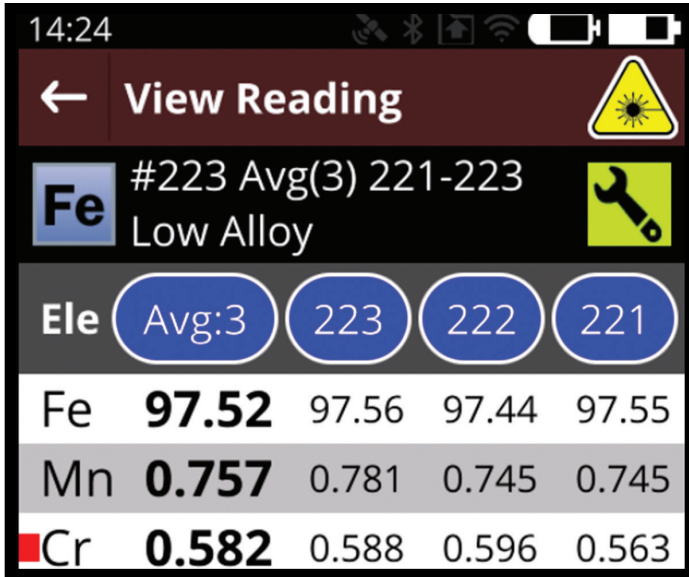 14:24
← View Reading
Fe #223 Avg(3) 221-223
Low Alloy
Ele Avg:3 223 222 221
Fe 97.52 97.56 97.44 97.55
Mn 0.757 0.781 0.745 0.745
Cr 0.582 0.588 0.596 0.563